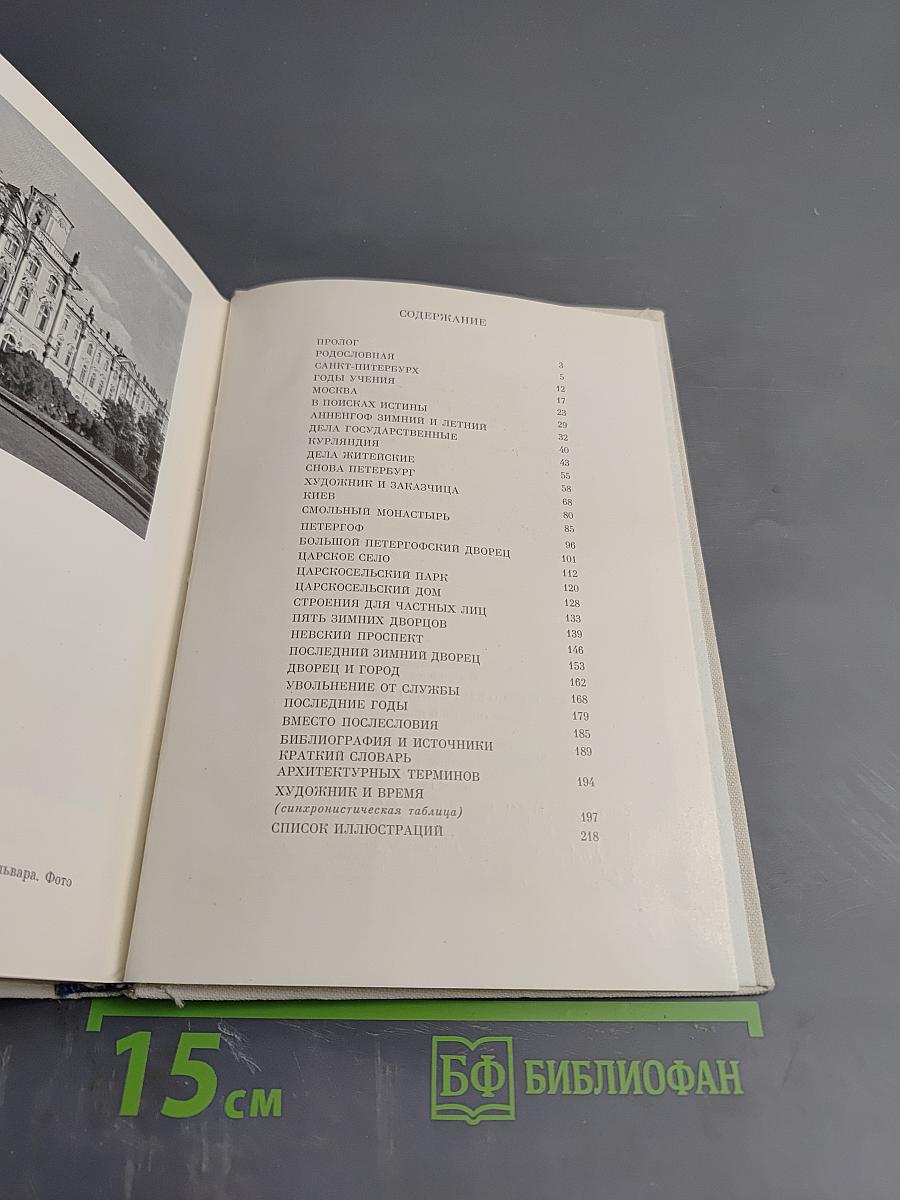 львара. Фото
СОДЕРЖАНИЕ
ПРОЛОГ 3
РОДОСЛОВНАЯ 5
САНКТ-ПИТЕРБУРХ 12
ГОДЫ УЧЕНИЯ 17
МОСКВА 23
В ПОИСКАХ ИСТИНЫ 29
АННЕНГОФ ЗИМНИЙ И ЛЕТНИЙ 32
ДЕЛА ГОСУДАРСТВЕННЫЕ 40
КУРЛЯНДИЯ 43
ДЕЛА ЖИТЕЙСКИЕ 55
СНОВА ПЕТЕРБУРГ 58
ХУДОЖНИК И ЗАКАЗЧИЦА 68
КИЕВ 80
СМОЛЬНЫЙ МОНАСТЫРЬ 85
ПЕТЕРГОФ 96
БОЛЬШОЙ ПЕТЕРГОФСКИЙ ДВОРЕЦ 101
ЦАРСКОЕ СЕЛО 112
ЦАРСКОСЕЛЬСКИЙ ПАРК 120
ЦАРСКОСЕЛЬСКИЙ ДОМ 128
СТРОЕНИЯ ДЛЯ ЧАСТНЫХ ЛИЦ 133
ПЯТЬ ЗИМНИХ ДВОРЦОВ 139
НЕВСКИЙ ПРОСПЕКТ 146
ПОСЛЕДНИЙ ЗИМНИЙ ДВОРЕЦ 153
ДВОРЕЦ И ГОРОД 162
УВОЛЬНЕНИЕ ОТ СЛУЖБЫ 168
ПОСЛЕДНИЕ ГОДЫ 179
ВМЕСТО ПОСЛЕСЛОВИЯ 185
БИБЛИОГРАФИЯ И ИСТОЧНИКИ 189
КРАТКИЙ СЛОВАРЬ
АРХИТЕКТУРНЫХ ТЕРМИНОВ 194
ХУДОЖНИК И ВРЕМЯ
(синхронистическая таблица) 197
СПИСОК ИЛЛЮСТРАЦИЙ 218
15 см
БФ БИБЛИОФАН